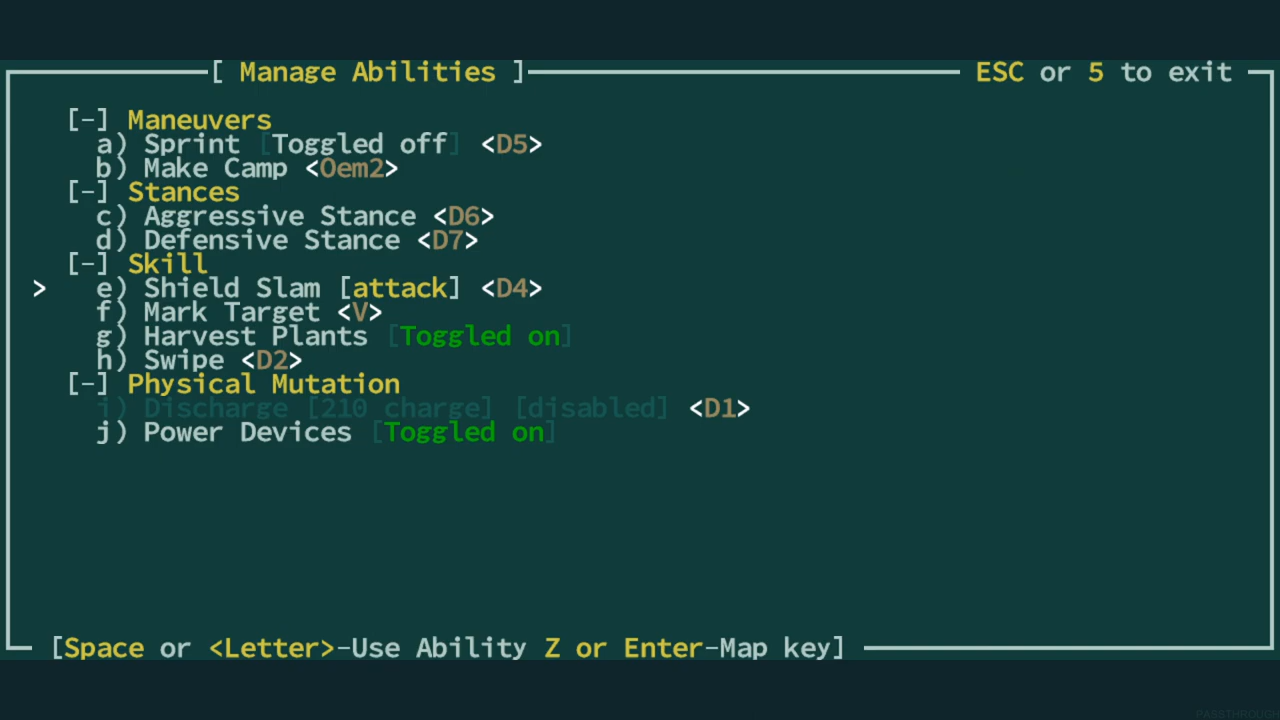 [ Manage Abilities ] ESC or 5 to exit
[-] Maneuvers
a) Sprint [Toggled off] <D5>
b) Make Camp <Oem2>
[-] Stances
c) Aggressive Stance <D6>
d) Defensive Stance <D7>
[-] Skill
> e) Shield Slam [attack] <D4>
f) Mark Target <V>
g) Harvest Plants [Toggled on]
h) Swipe <D2>
[-] Physical Mutation
i) Discharge [210 charge] [disabled] <D1>
j) Power Devices [Toggled on]
[Space or <Letter>-Use Ability Z or Enter-Map key]
PASSTHROUGH